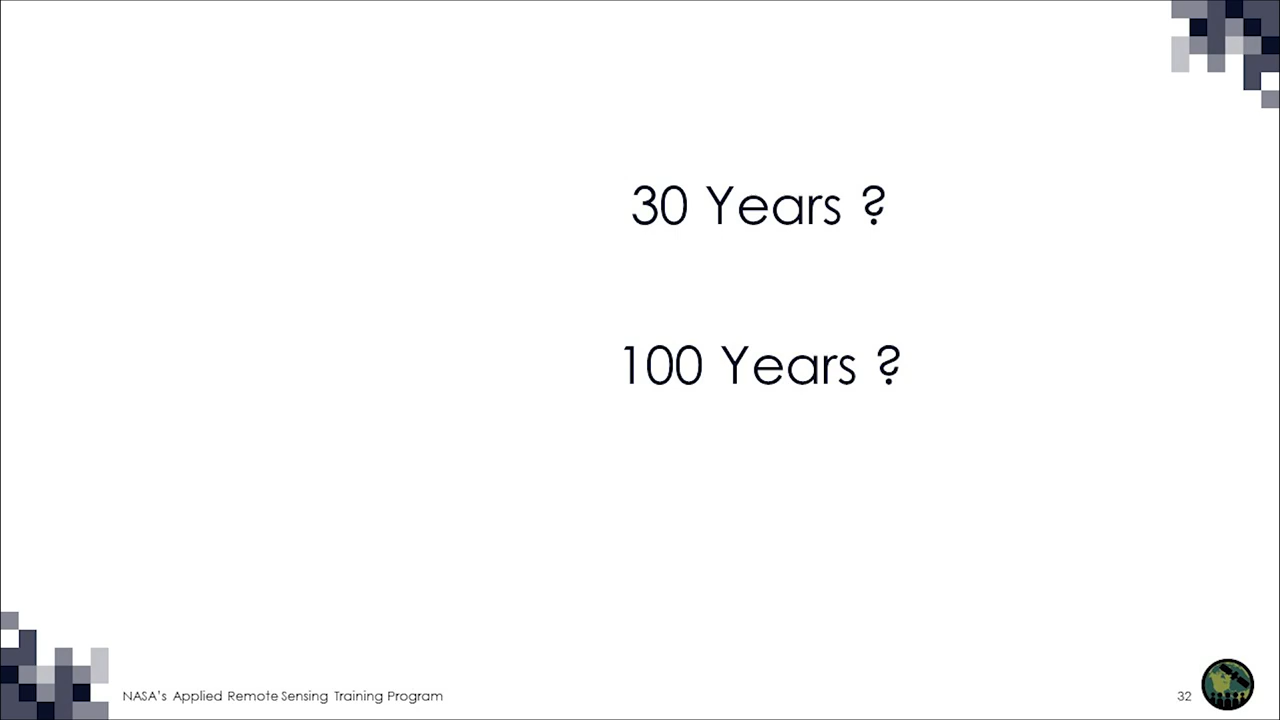 30 Years ?
100 Years ?
NASA's Applied Remote Sensing Training Program
32